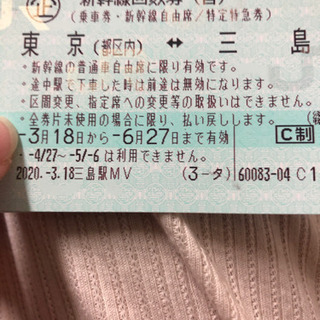 ㊣ 新幹線回数券
(乗車券・新幹線自由席/特定特急券)
東京(都区内) ↔ 三島
・新幹線の普通車自由席に限り有効です。
・途中駅で下車した時は前途は無効になります。
・区間変更、指定席への変更等の取扱いはできません。
・全券片未使用の場合に限り、払い戻しします。
-3月18日から-6月27日まで有効 C制
-4/27~-5/-6は利用できません。
2020.-3.18三島駅MV (3-タ) 60083-04 C1